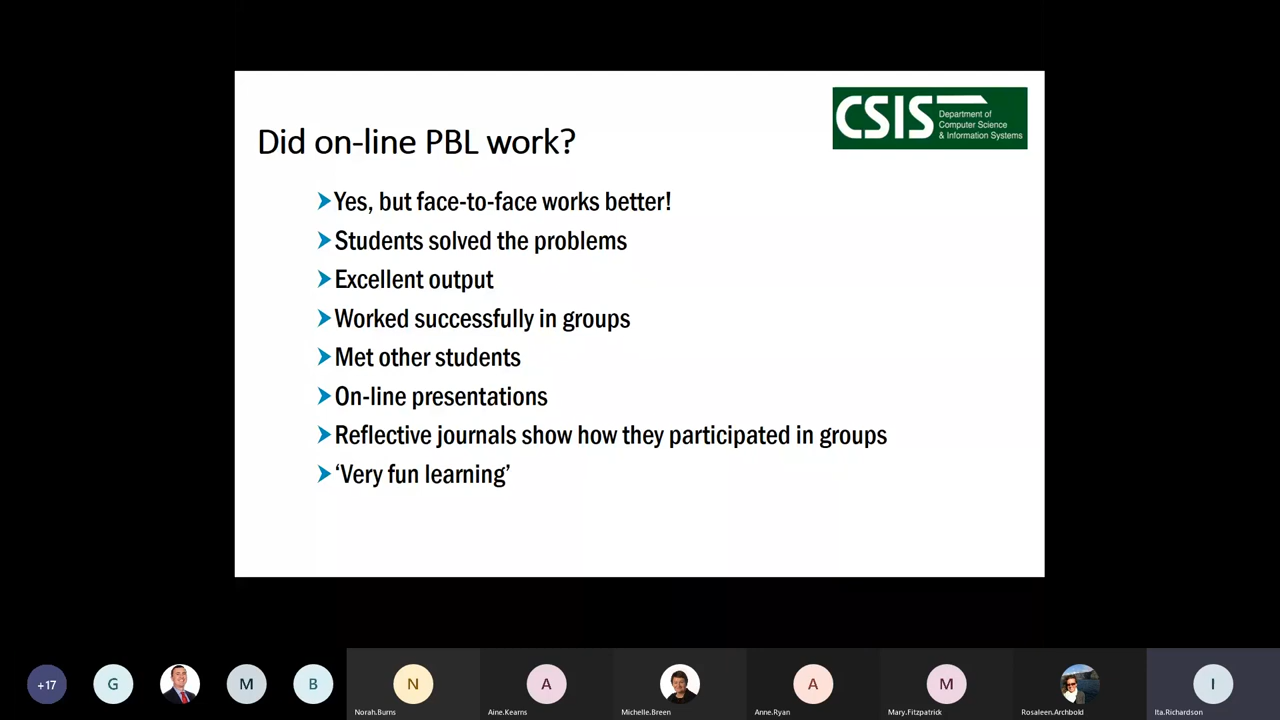 CSIS
Department of
Computer Science
& Information Systems
Did on-line PBL work?
Yes, but face-to-face works better!
Students solved the problems
Excellent output
Worked successfully in groups
Met other students
On-line presentations
Reflective journals show how they participated in groups
‘Very fun learning’
+17
G
M
B
N
A
A
M
I
Norah.Burns
Aine.Kearns
Michelle.Breen
Anne.Ryan
Mary.Fitzpatrick
Rosaleen.Archbold
Ita.Richardson